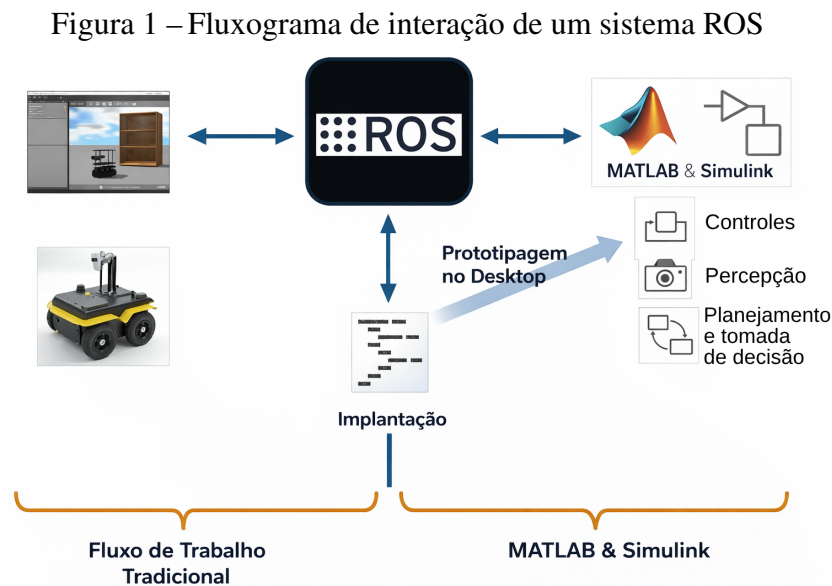 Figura 1 – Fluxograma de interação de um sistema ROS
ROS
MATLAB & Simulink
Controles
Prototipagem
no Desktop
Percepção
Planejamento
e tomada
de decisão
Implantação
Fluxo de Trabalho
Tradicional
MATLAB & Simulink